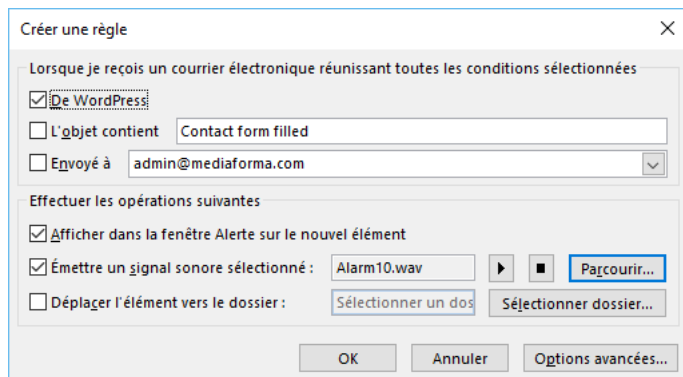 Créer une règle
Lorsque je reçois un courrier électronique réunissant toutes les conditions sélectionnées
De WordPress
L'objet contient Contact form filled
Envoyé à admin@mediaforma.com
Effectuer les opérations suivantes
Afficher dans la fenêtre Alerte sur le nouvel élément
Émettre un signal sonore sélectionné : Alarm10.wav Parcourir...
Déplacer l'élément vers le dossier : Sélectionner un dos Sélectionner dossier...
OK Annuler Options avancées...